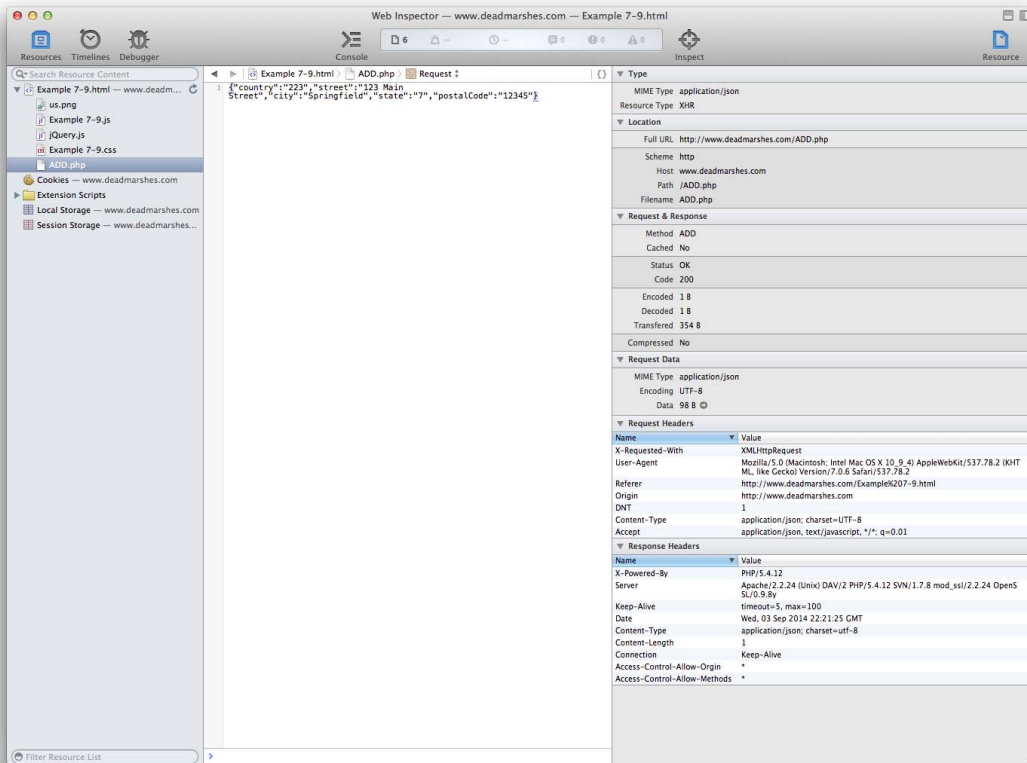 Web Inspector — www.deadmarshes.com — Example 7-9.html
Resources Timelines Debugger
Console
6 — — 0 0 0
Inspect
Resource
Search Resource Content
Example 7-9.html — www.deadm...
us.png
Example 7-9.js
jQuery.js
Example 7-9.css
ADD.php
Cookies — www.deadmarshes.com
Extension Scripts
Local Storage — www.deadmarshes.com
Session Storage — www.deadmarshes...
Filter Resource List
Example 7-9.html ADD.php Request {}
1 {"country":"223","street":"123 Main
Street","city":"Springfield","state":"7","postalCode":"12345"}
Type
MIME Type application/json
Resource Type XHR
Location
Full URL http://www.deadmarshes.com/ADD.php
Scheme http
Host www.deadmarshes.com
Path /ADD.php
Filename ADD.php
Request & Response
Method ADD
Cached No
Status OK
Code 200
Encoded 1 B
Decoded 1 B
Transfered 354 B
Compressed No
Request Data
MIME Type application/json
Encoding UTF-8
Data 98 B
Request Headers
Name Value
X-Requested-With XMLHttpRequest
User-Agent Mozilla/5.0 (Macintosh; Intel Mac OS X 10_9_4) AppleWebKit/537.78.2 (KHT
ML, like Gecko) Version/7.0.6 Safari/537.78.2
Referer http://www.deadmarshes.com/Example%207-9.html
Origin http://www.deadmarshes.com
DNT 1
Content-Type application/json; charset=UTF-8
Accept application/json, text/javascript, */*; q=0.01
Response Headers
Name Value
X-Powered-By PHP/5.4.12
Server Apache/2.2.24 (Unix) DAV/2 PHP/5.4.12 SVN/1.7.8 mod_ssl/2.2.24 OpenS
SL/0.9.8y
Keep-Alive timeout=5, max=100
Date Wed, 03 Sep 2014 22:21:25 GMT
Content-Type application/json; charset=utf-8
Content-Length 1
Connection Keep-Alive
Access-Control-Allow-Orgin *
Access-Control-Allow-Methods *